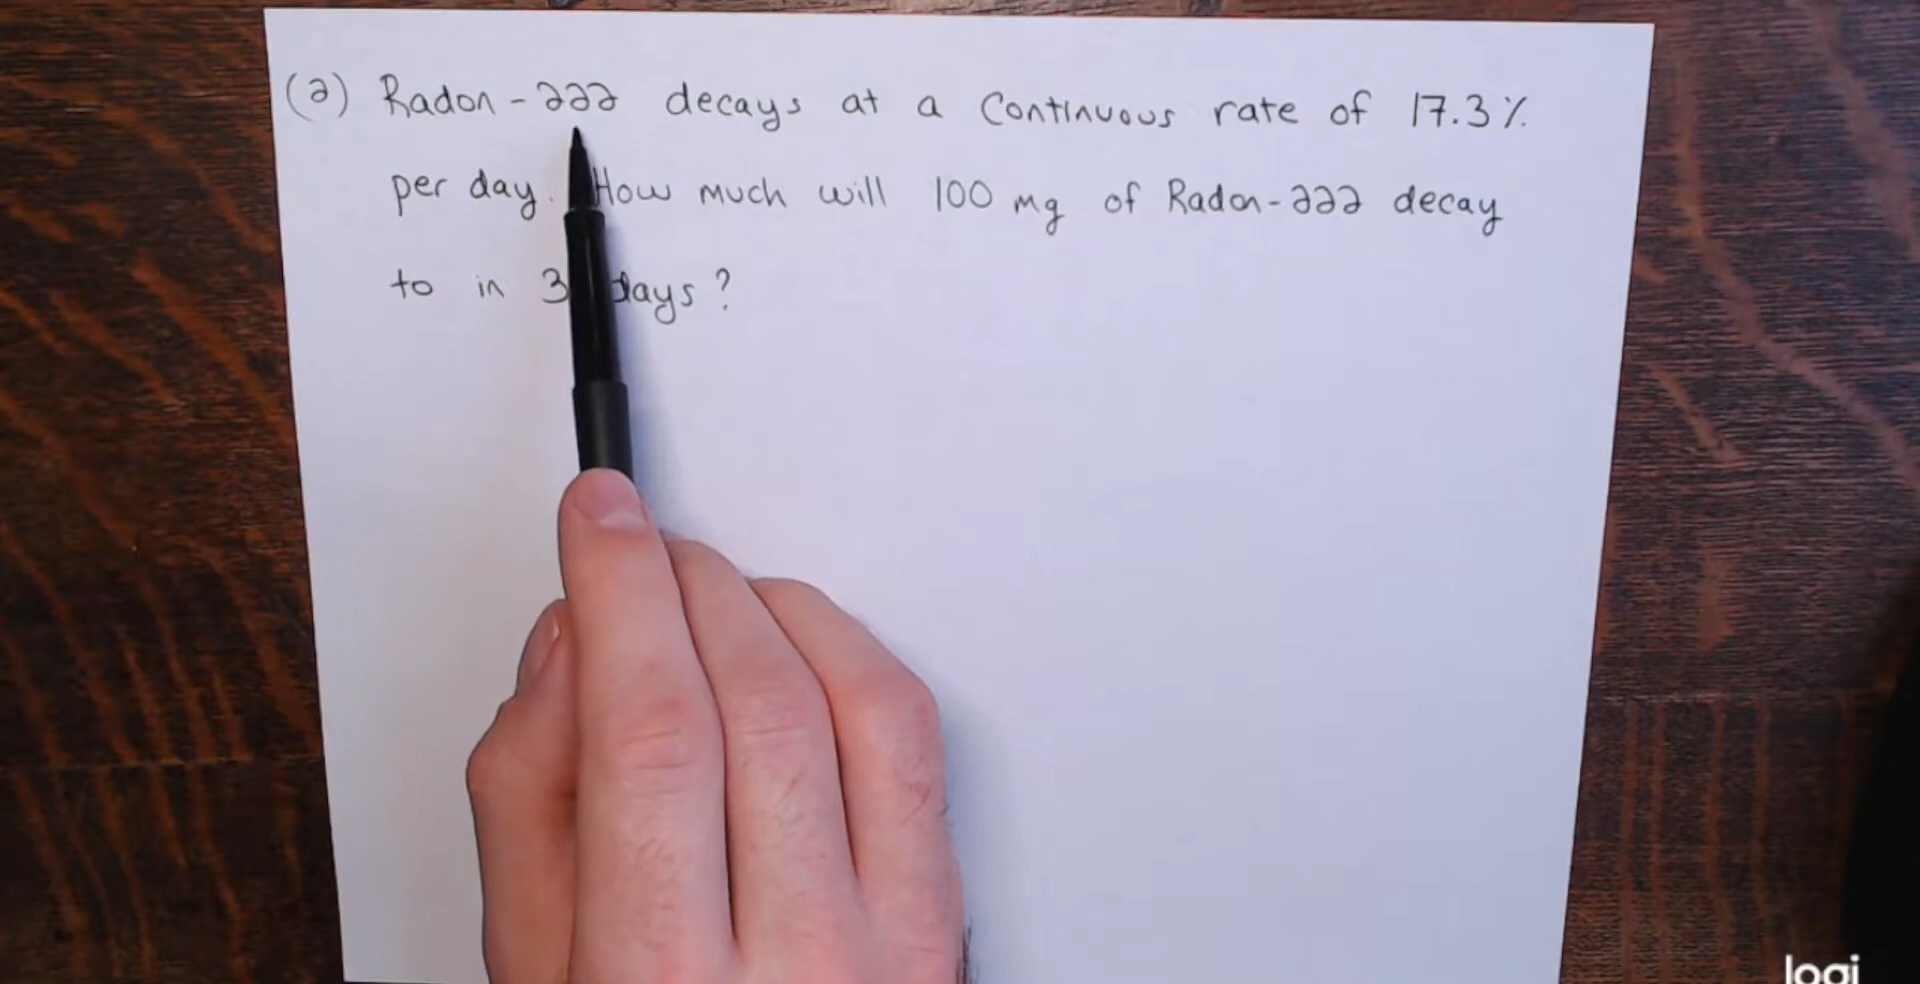 (2) Radon-222 decays at a continuous rate of 17.3%
per day. How much will 100 mg of Radon-222 decay
to in 3 days?
logi